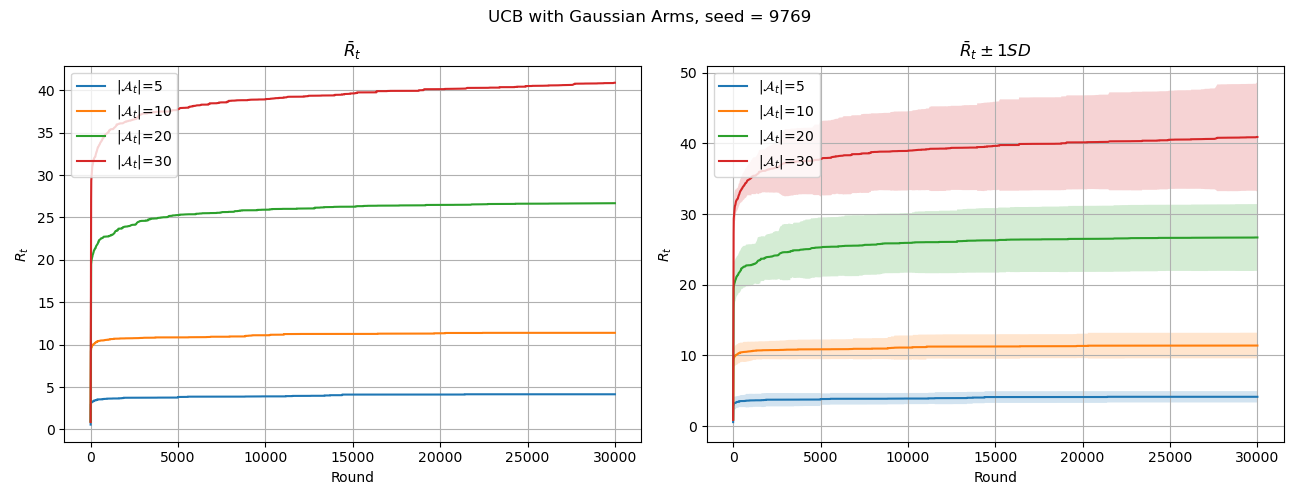 UCB with Gaussian Arms, seed = 9769
R̄ₜ
40
35
30
25
20
15
10
5
0
Rₜ
|𝒜ₜ|=5
|𝒜ₜ|=10
|𝒜ₜ|=20
|𝒜ₜ|=30
0 5000 10000 15000 20000 25000 30000
Round
R̄ₜ ± 1SD
50
40
30
20
10
0
Rₜ
|𝒜ₜ|=5
|𝒜ₜ|=10
|𝒜ₜ|=20
|𝒜ₜ|=30
0 5000 10000 15000 20000 25000 30000
Round